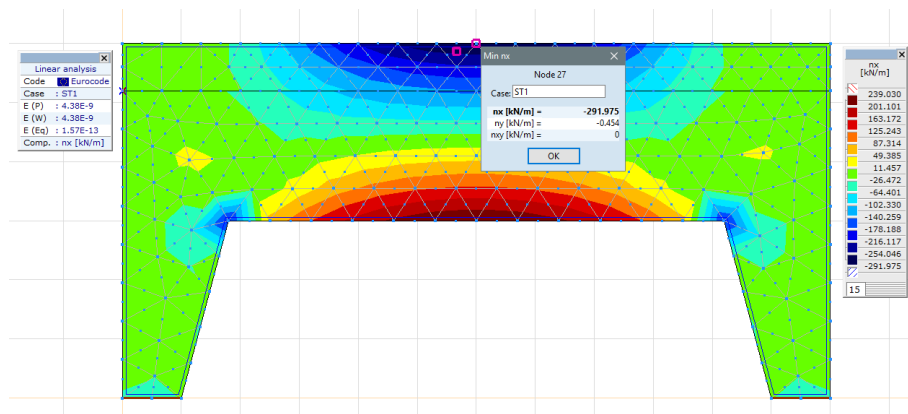 Linear analysis
Code Eurocode
Case : ST1
E (P) : 4.38E-9
E (W) : 4.38E-9
E (Eq) : 1.57E-13
Comp. : nx [kN/m]
Min nx
Node 27
Case: ST1
nx [kN/m] = -291.975
ny [kN/m] = -0.454
nxy [kN/m] = 0
OK
nx
[kN/m]
239.030
201.101
163.172
125.243
87.314
49.385
11.457
-26.472
-64.401
-102.330
-140.259
-178.188
-216.117
-254.046
-291.975
15